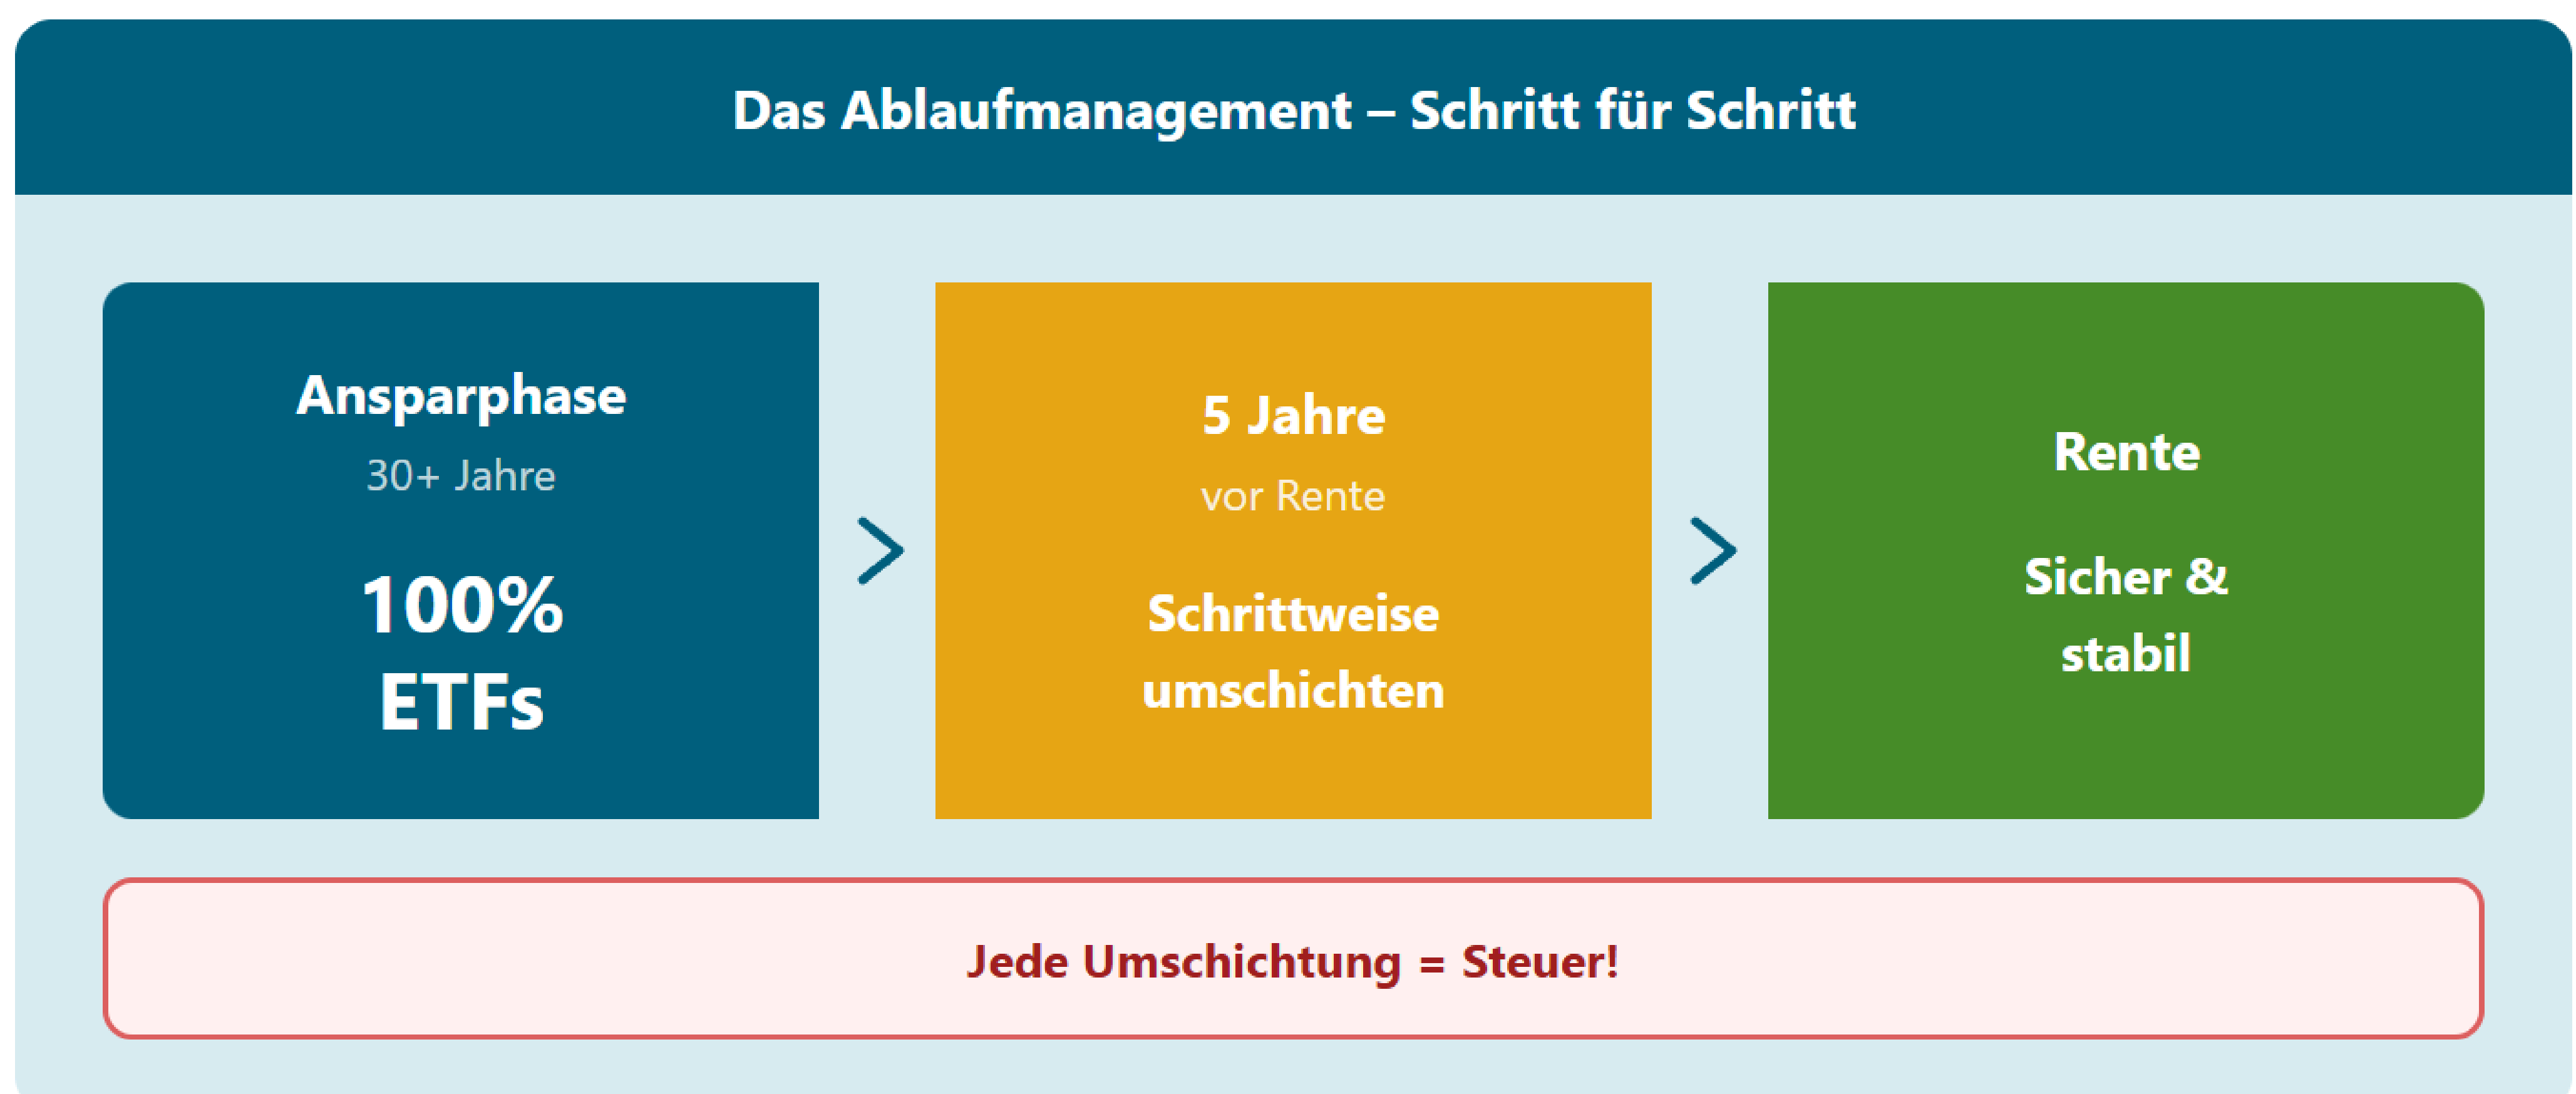 Das Ablaufmanagement – Schritt für Schritt
Ansparphase
30+ Jahre
100%
ETFs
5 Jahre
vor Rente
Schrittweise
umschichten
Rente
Sicher &
stabil
Jede Umschichtung = Steuer!